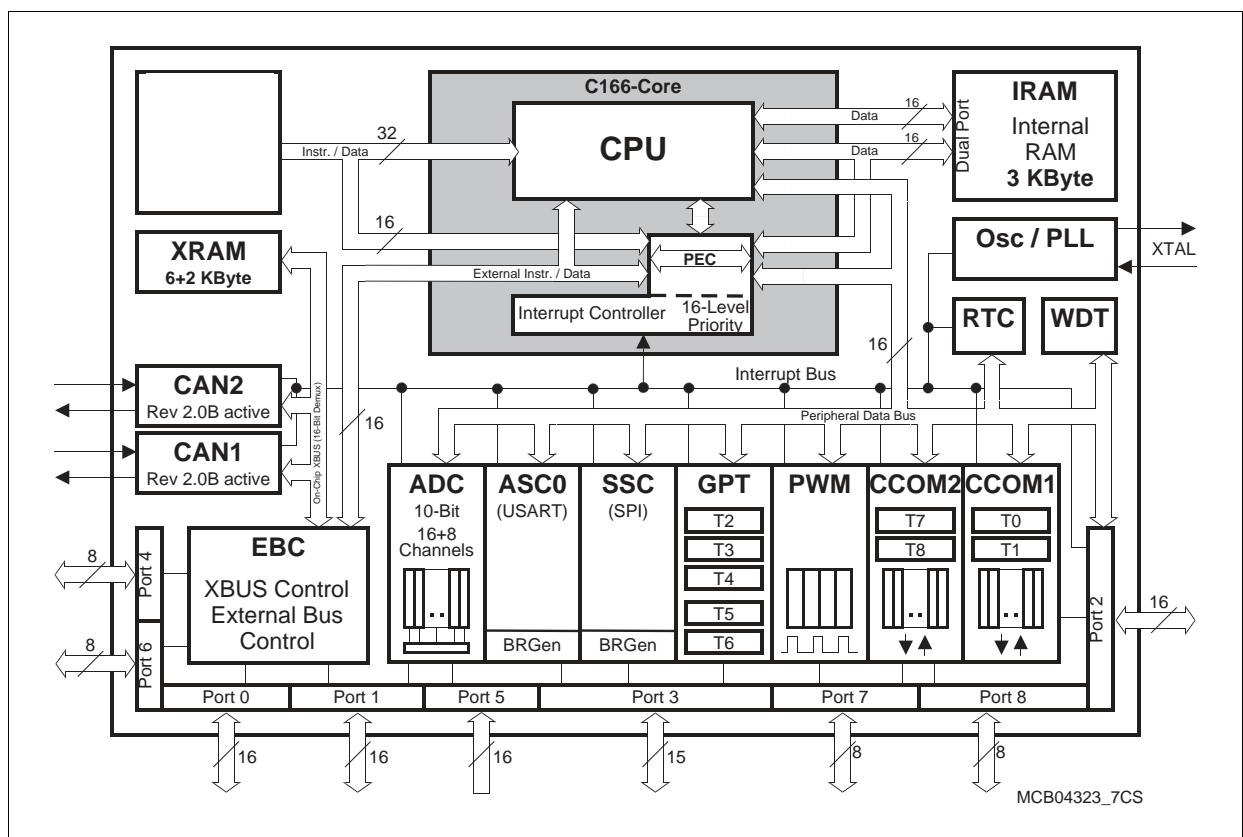 C166-Core
CPU
IRAM
Internal
RAM
3 KByte
Dual Port
16
Data
16
Data
32
Instr. / Data
16
XRAM
6+2 KByte
External Instr. / Data
PEC
Interrupt Controller
16-Level
Priority
Osc / PLL
XTAL
RTC
WDT
16
Interrupt Bus
Peripheral Data Bus
CAN2
Rev 2.0B active
CAN1
Rev 2.0B active
On-Chip XBUS (16-Bit Demux)
16
EBC
XBUS Control
External Bus
Control
ADC
10-Bit
16+8
Channels
ASC0
(USART)
BRGen
SSC
(SPI)
BRGen
GPT
T2
T3
T4
T5
T6
PWM
CCOM2
T7
T8
CCOM1
T0
T1
8
Port 4
8
Port 6
Port 2
16
Port 0
Port 1
Port 5
Port 3
Port 7
Port 8
16
16
16
15
8
8
MCB04323_7CS